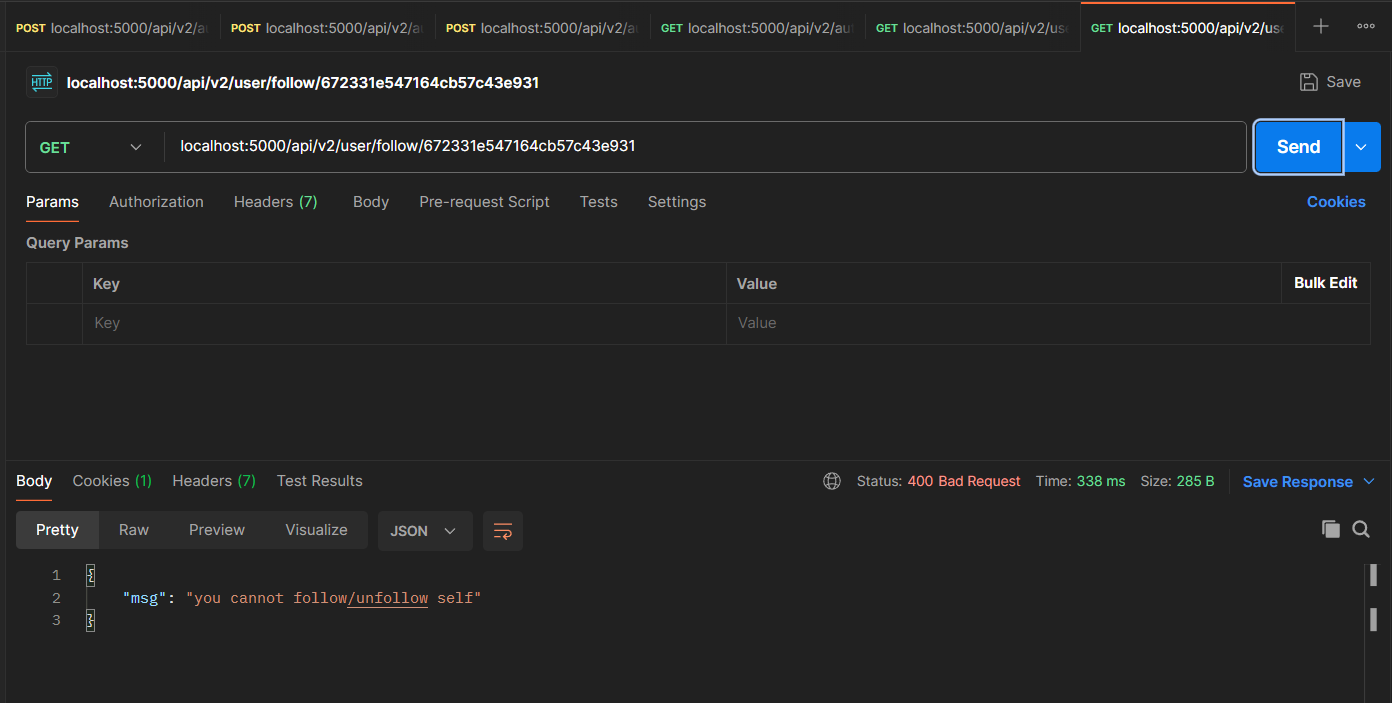 POST localhost:5000/api/v2/a POST localhost:5000/api/v2/a POST localhost:5000/api/v2/a GET localhost:5000/api/v2/au GET localhost:5000/api/v2/us GET localhost:5000/api/v2/use
HTTP localhost:5000/api/v2/user/follow/672331e547164cb57c43e931 Save
GET localhost:5000/api/v2/user/follow/672331e547164cb57c43e931 Send
Params Authorization Headers (7) Body Pre-request Script Tests Settings Cookies
Query Params
Key Value Bulk Edit
Key Value
Body Cookies (1) Headers (7) Test Results Status: 400 Bad Request Time: 338 ms Size: 285 B Save Response
Pretty Raw Preview Visualize JSON
1 {
2 "msg": "you cannot follow/unfollow self"
3 }